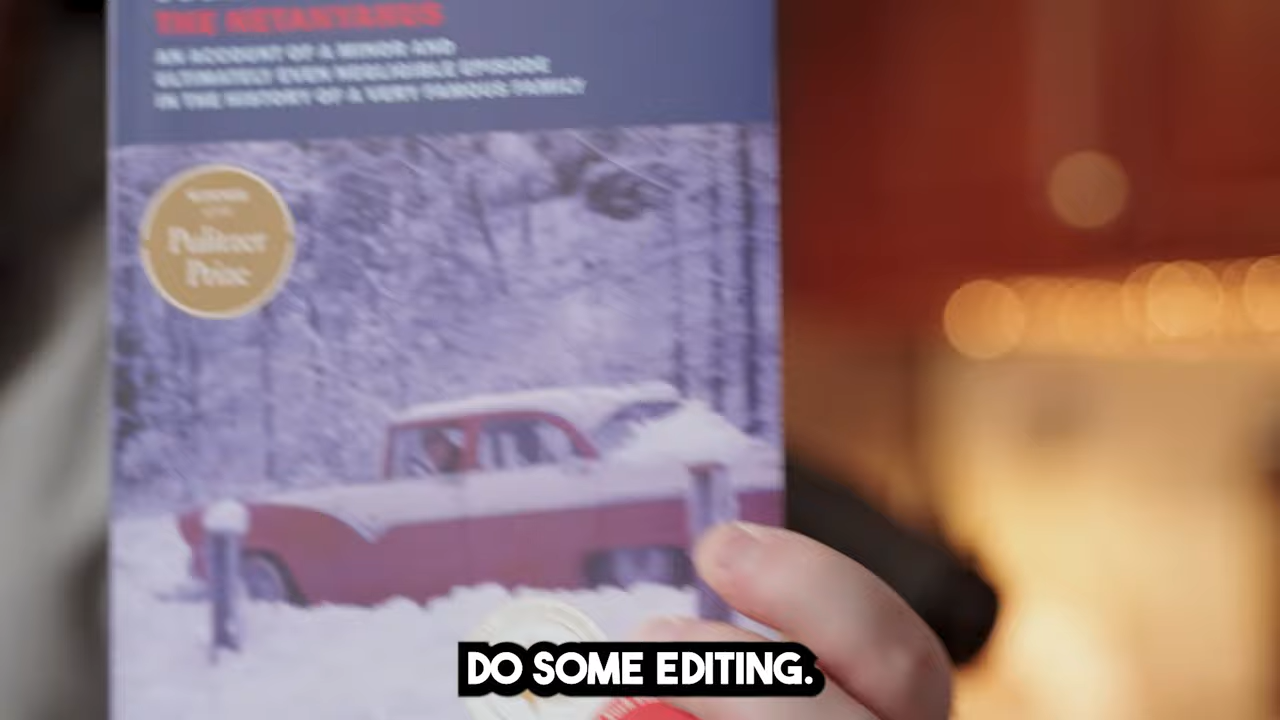 THE NETANYAHUS
AN ACCOUNT OF A MINOR AND
ULTIMATELY EVEN NEGLIGIBLE EPISODE
IN THE HISTORY OF A VERY FAMOUS FAMILY
Pulitzer
Prize
DO SOME EDITING.